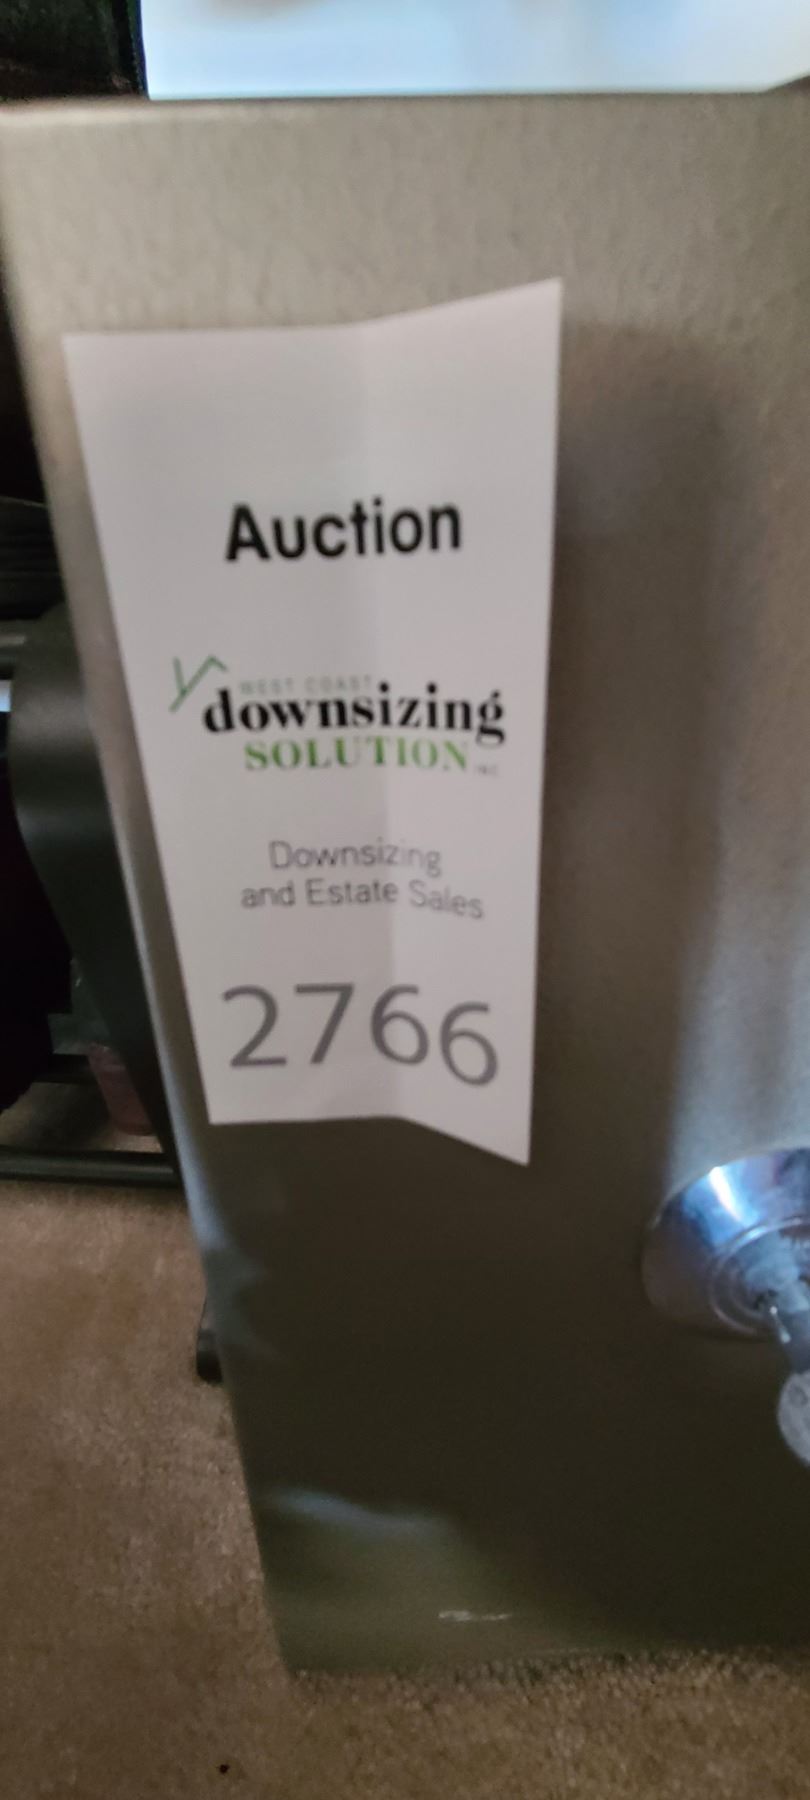 Auction
WEST COAST
downsizing
SOLUTION INC
Downsizing
and Estate Sales
2766